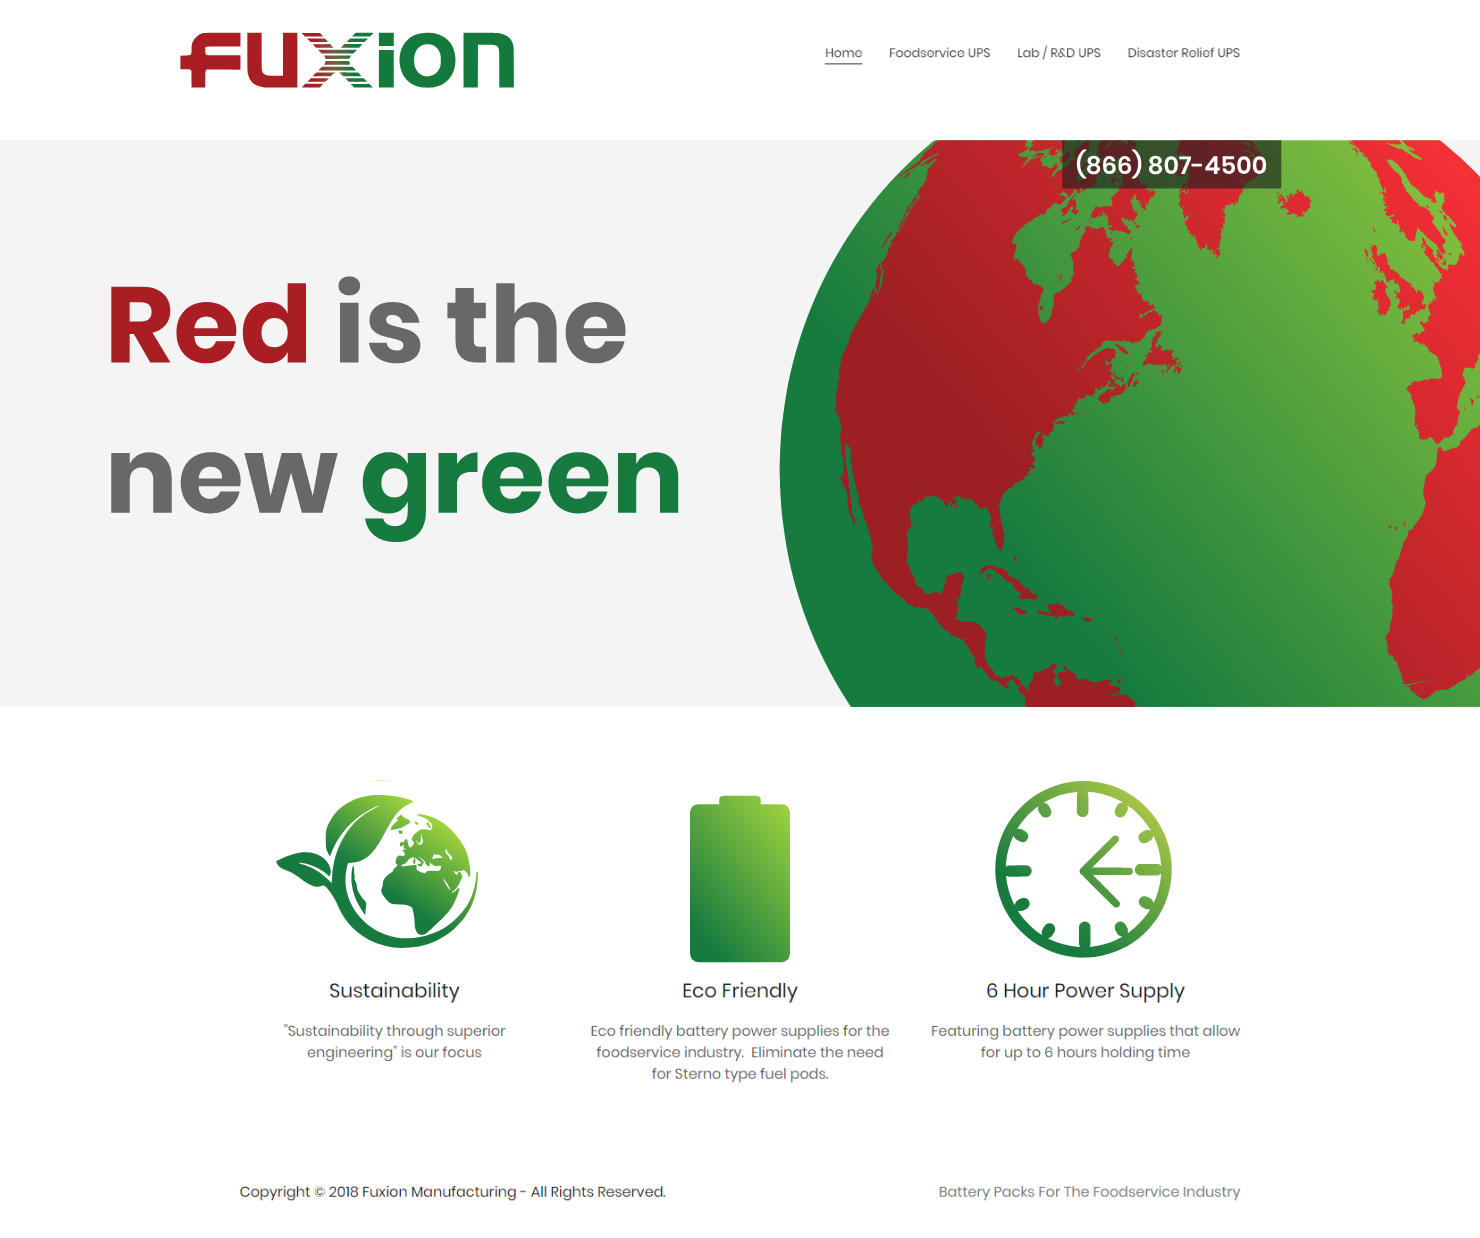 fuxion
Home Foodservice UPS Lab / R&D UPS Disaster Relief UPS
(866) 807-4500
Red is the
new green
Sustainability
"Sustainability through superior
engineering" is our focus
Eco Friendly
Eco friendly battery power supplies for the
foodservice industry.  Eliminate the need
for Sterno type fuel pods.
6 Hour Power Supply
Featuring battery power supplies that allow
for up to 6 hours holding time
Copyright © 2018 Fuxion Manufacturing - All Rights Reserved.
Battery Packs For The Foodservice Industry